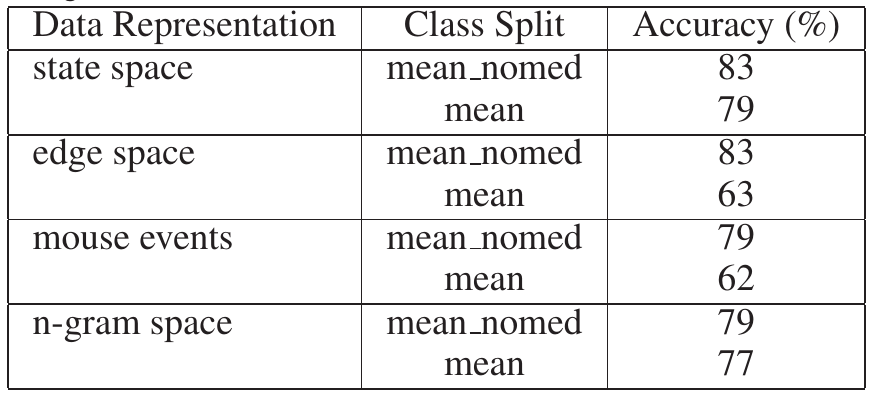 Data Representation Class Split Accuracy (%)
state space mean_nomed 83
mean 79
edge space mean_nomed 83
mean 63
mouse events mean_nomed 79
mean 62
n-gram space mean_nomed 79
mean 77